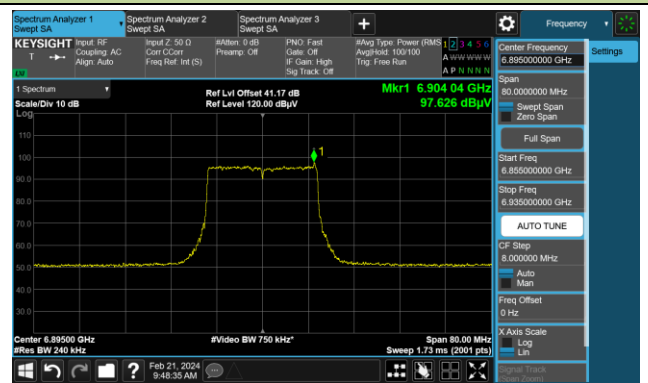 Spectrum Analyzer 1
Swept SA
Spectrum Analyzer 2
Swept SA
Spectrum Analyzer 3
Swept SA
+
Frequency
KEYSIGHT
T
LW
Input: RF
Coupling: AC
Align: Auto
Input Z: 50 Ω
Corr CCorr
Freq Ref: Int (S)
#Atten: 0 dB
Preamp: Off
PNO: Fast
Gate: Off
IF Gain: High
Sig Track: Off
#Avg Type: Power (RMS
Avg|Hold: 100/100
Trig: Free Run
1 2 3 4 5 6
A W W W W W
A P N N N N
1 Spectrum
Scale/Div 10 dB
Log
Ref Lvl Offset 41.17 dB
Ref Level 120.00 dBµV
Mkr1 6.904 04 GHz
97.626 dBµV
1
110
100
90.0
80.0
70.0
60.0
50.0
40.0
30.0
Center 6.89500 GHz
#Res BW 240 kHz
#Video BW 750 kHz*
Span 80.00 MHz
Sweep 1.73 ms (2001 pts)
Feb 21, 2024
9:48:35 AM
Center Frequency
6.895000000 GHz
Span
80.0000000 MHz
Swept Span
Zero Span
Full Span
Start Freq
6.855000000 GHz
Stop Freq
6.935000000 GHz
AUTO TUNE
CF Step
8.000000 MHz
Auto
Man
Freq Offset
0 Hz
X Axis Scale
Log
Lin
Signal Track
(Span Zoom)
Settings